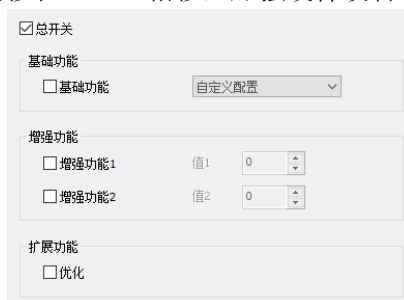 总开关
基础功能
基础功能 自定义配置
增强功能
增强功能1 值1 0
增强功能2 值2 0
扩展功能
优化